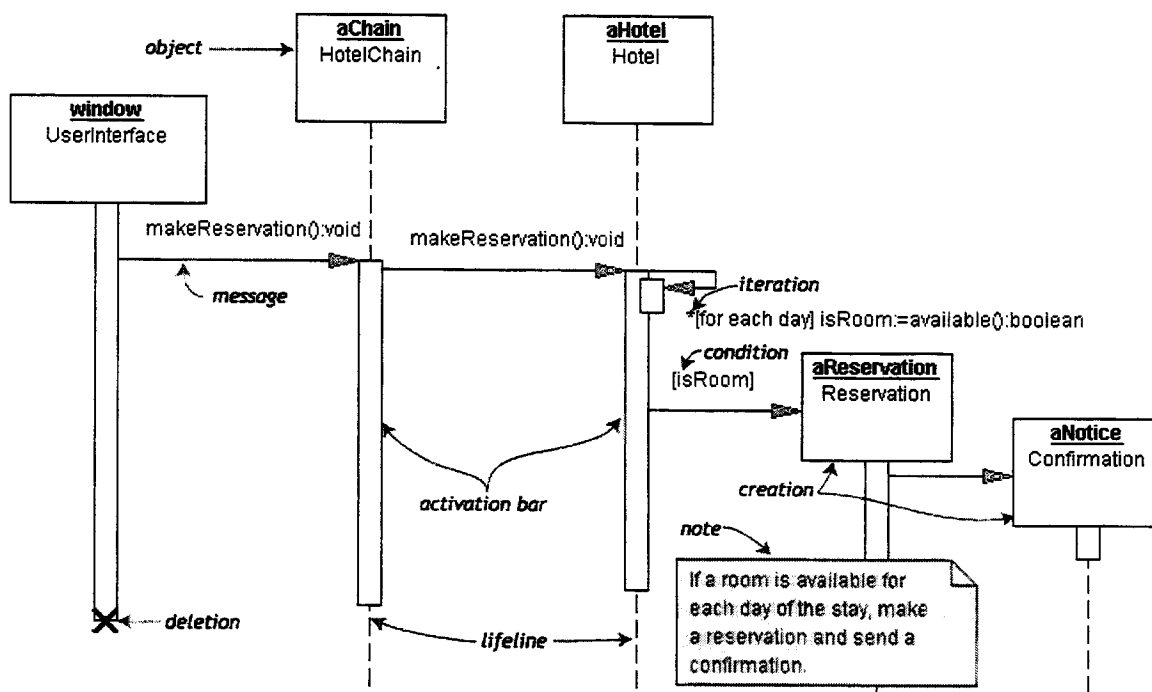 object
aChain
HotelChain
aHotel
Hotel
window
UserInterface
makeReservation():void
makeReservation():void
message
iteration
*[for each day] isRoom:=available():boolean
condition
[isRoom]
aReservation
Reservation
aNotice
Confirmation
activation bar
creation
note
If a room is available for
each day of the stay, make
a reservation and send a
confirmation.
deletion
lifeline